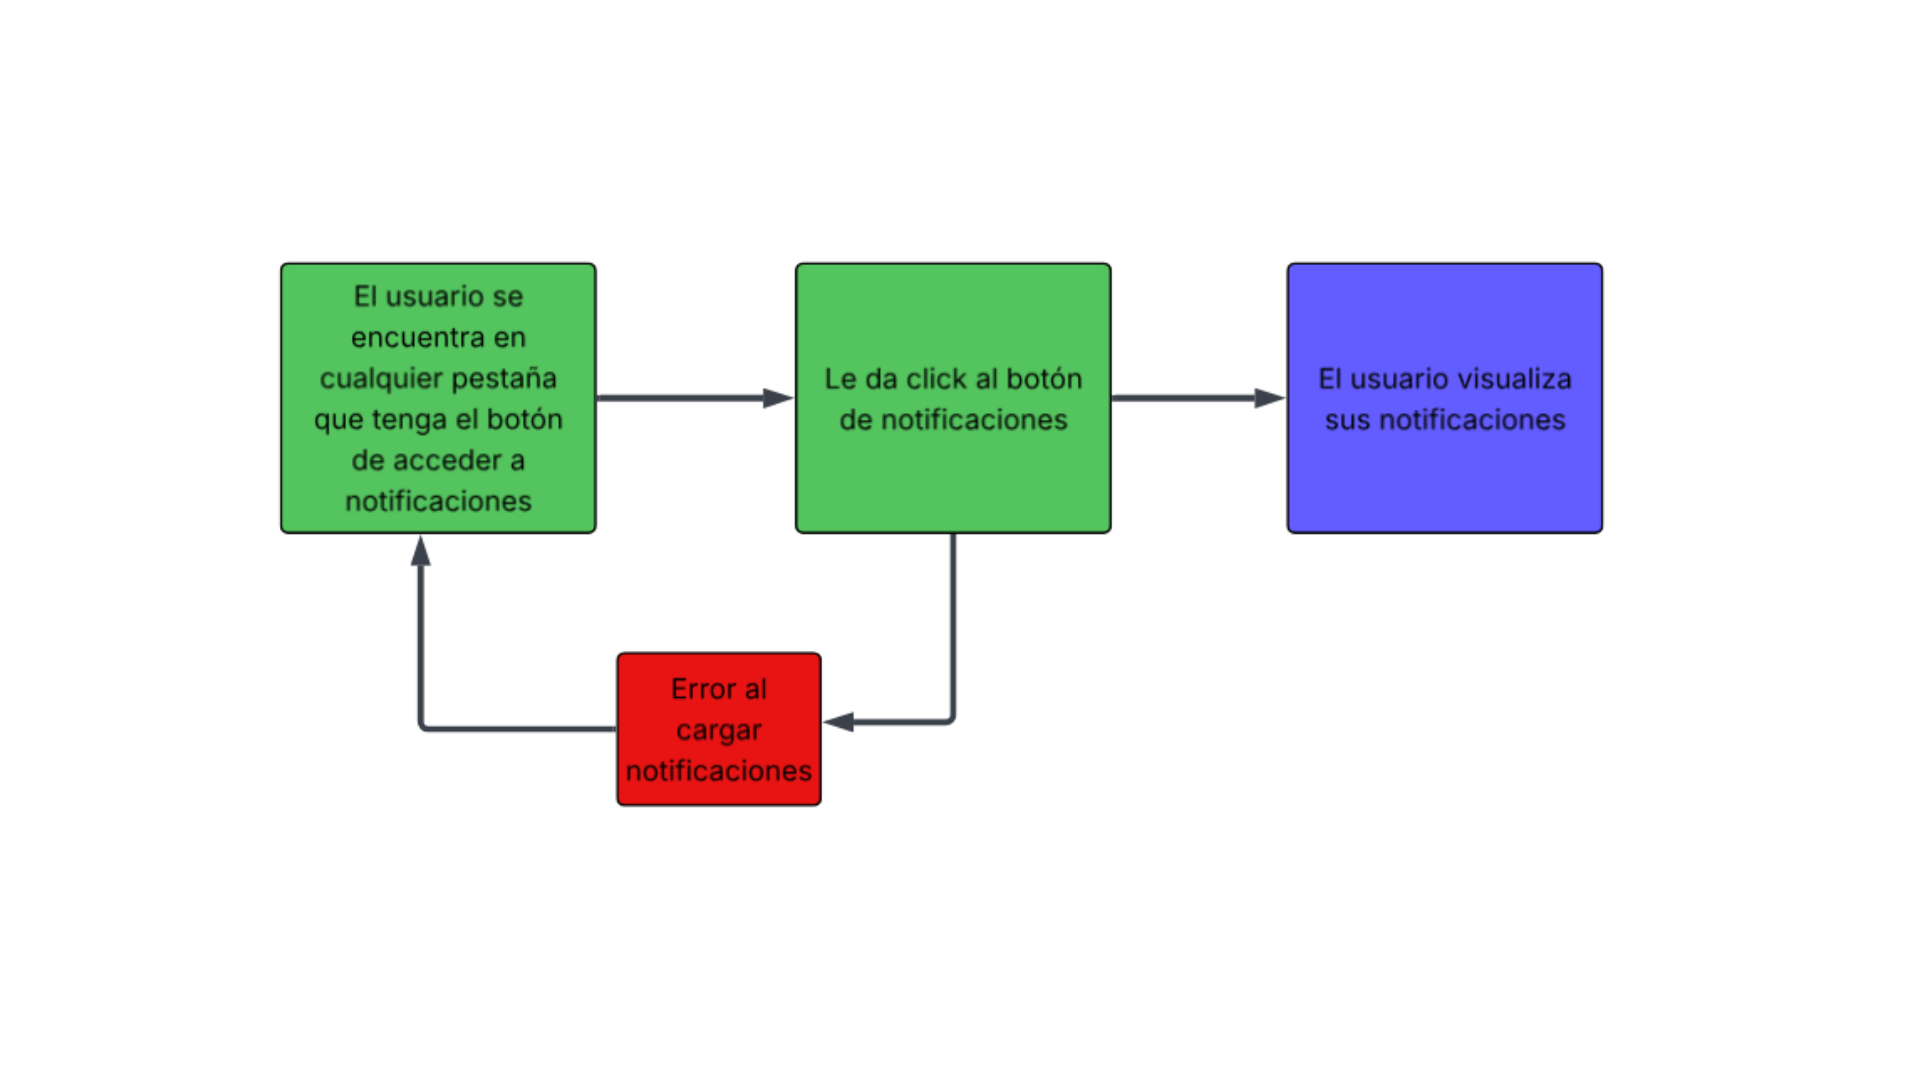 El usuario se
encuentra en
cualquier pestaña
que tenga el botón
de acceder a
notificaciones
Le da click al botón
de notificaciones
El usuario visualiza
sus notificaciones
Error al
cargar
notificaciones